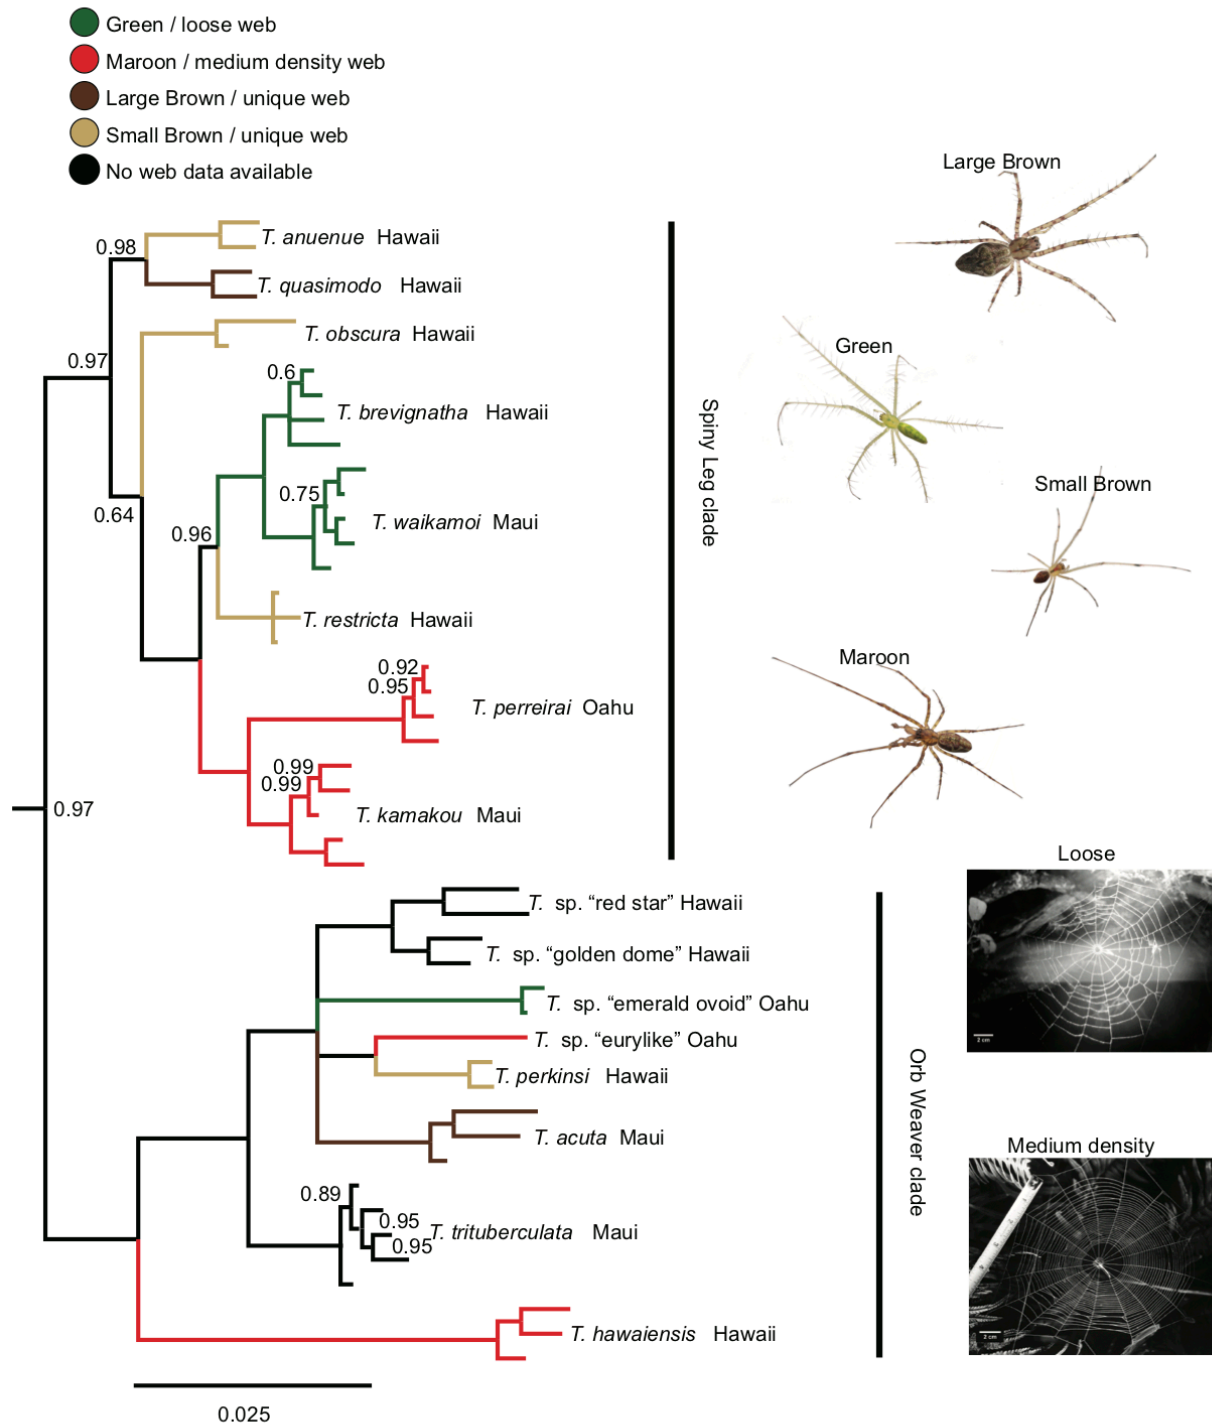 Green / loose web
Maroon / medium density web
Large Brown / unique web
Small Brown / unique web
No web data available
Large Brown
Green
Small Brown
Maroon
0.98
T. anuenue Hawaii
T. quasimodo Hawaii
0.97
T. obscura Hawaii
0.6
T. brevignatha Hawaii
0.75
0.64
0.96
T. waikamoi Maui
T. restricta Hawaii
0.92
0.95
T. perreirai Oahu
0.99
0.99
T. kamakou Maui
0.97
Spiny Leg clade
T. sp. “red star” Hawaii
T. sp. “golden dome” Hawaii
T. sp. “emerald ovoid” Oahu
T. sp. “eurylike” Oahu
T. perkinsi Hawaii
T. acuta Maui
0.89
0.95
0.95
T. trituberculata Maui
T. hawaiensis Hawaii
Orb Weaver clade
Loose
2 cm
Medium density
2 cm
0.025